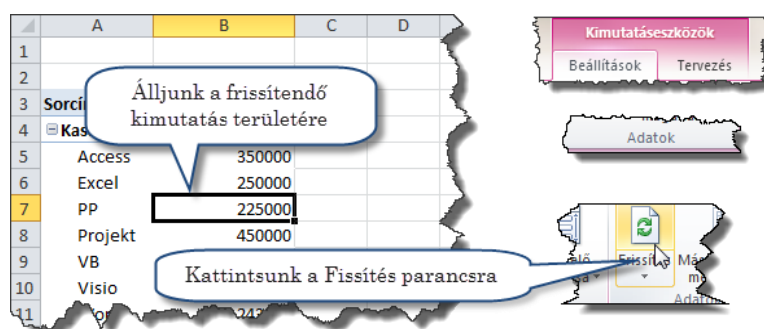 A B C D
1
2
3 Sorcí
4 Kas
5 Access 350000
6 Excel 250000
7 PP 225000
8 Projekt 450000
9 VB
10 Visio
11
Álljunk a frissítendő
kimutatás területére
Kattintsunk a Fissítés parancsra
Kimutatáseszközök
Beállítások Tervezés
Adatok
Frissítés
Adatok